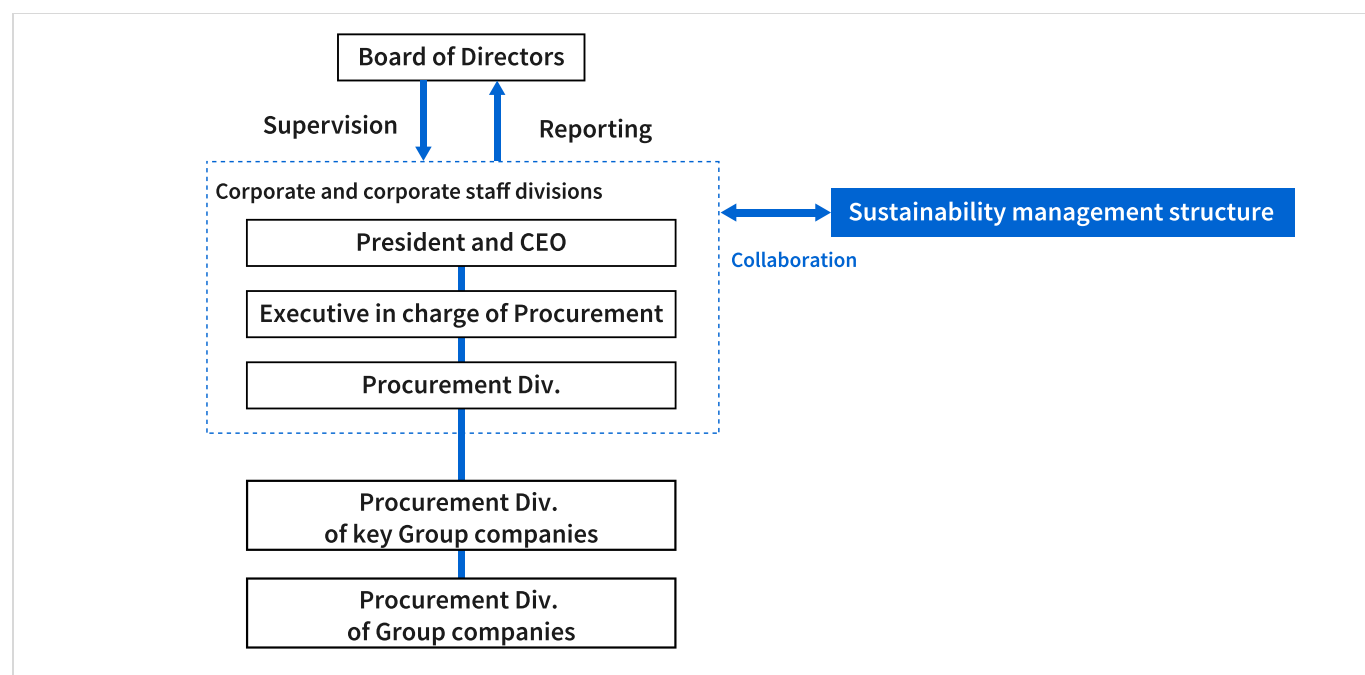 Board of Directors
Supervision
Reporting
Corporate and corporate staff divisions
President and CEO
Executive in charge of Procurement
Procurement Div.
Sustainability management structure
Collaboration
Procurement Div.
of key Group companies
Procurement Div.
of Group companies